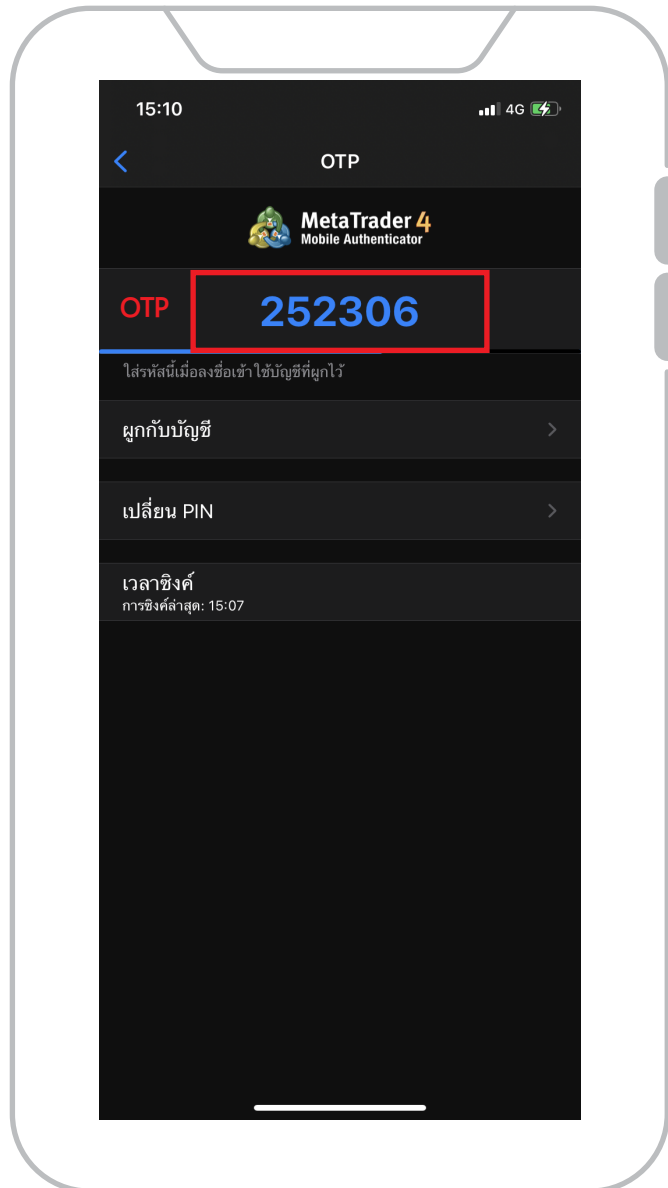 15:10 4G
OTP
MetaTrader 4
Mobile Authenticator
OTP 252306
ใส่รหัสนี้เมื่อลงชื่อเข้าใช้บัญชีที่ผูกไว้
ผูกกับบัญชี
เปลี่ยน PIN
เวลาซิงค์
การซิงค์ล่าสุด: 15:07